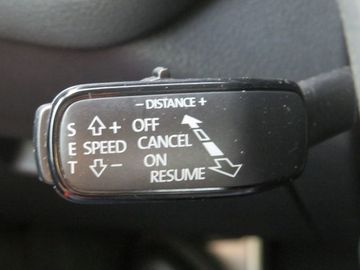 – DISTANCE +
S + OFF
E SPEED CANCEL
T – ON
RESUME